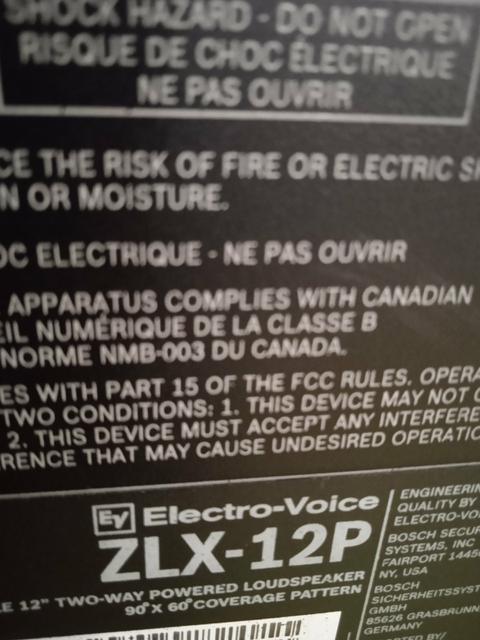 SHOCK HAZARD - DO NOT OPEN
RISQUE DE CHOC ÉLECTRIQUE
NE PAS OUVRIR
CE THE RISK OF FIRE OR ELECTRIC S
N OR MOISTURE.
OC ELECTRIQUE - NE PAS OUVRIR
APPARATUS COMPLIES WITH CANADIAN
EIL NUMÉRIQUE DE LA CLASSE B
NORME NMB-003 DU CANADA.
ES WITH PART 15 OF THE FCC RULES. OPERA
TWO CONDITIONS: 1. THIS DEVICE MAY NOT C
2. THIS DEVICE MUST ACCEPT ANY INTERFERE
RENCE THAT MAY CAUSE UNDESIRED OPERATIO
EV Electro-Voice
ZLX-12P
LE 12" TWO-WAY POWERED LOUDSPEAKER
90°X 60°COVERAGE PATTERN
ENGINEERIN
QUALITY BY
ELECTRO-VO
BOSCH SECUR
SYSTEMS, INC
FAIRPORT 1445
NY, USA
BOSCH
SICHERHEITSSYST
GMBH
85626 GRASBRUNN
GERMANY